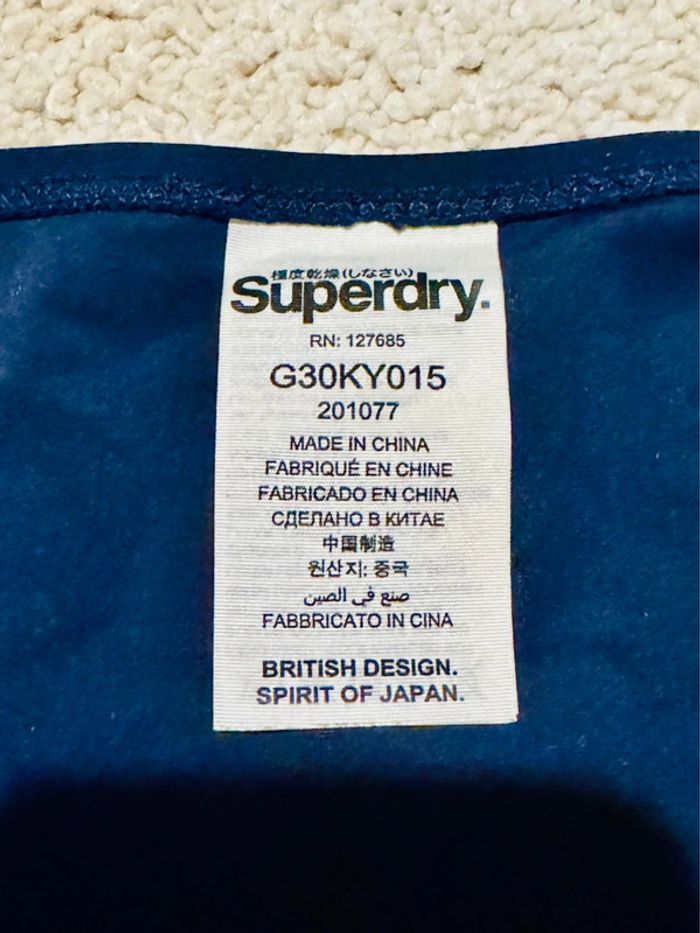 極度乾燥(しなさい)
Superdry.
RN: 127685
G30KY015
201077
MADE IN CHINA
FABRIQUÉ EN CHINE
FABRICADO EN CHINA
СДЕЛАНО В КИТАЕ
中国制造
원산지: 중국
صنع في الصين
FABBRICATO IN CINA
BRITISH DESIGN.
SPIRIT OF JAPAN.